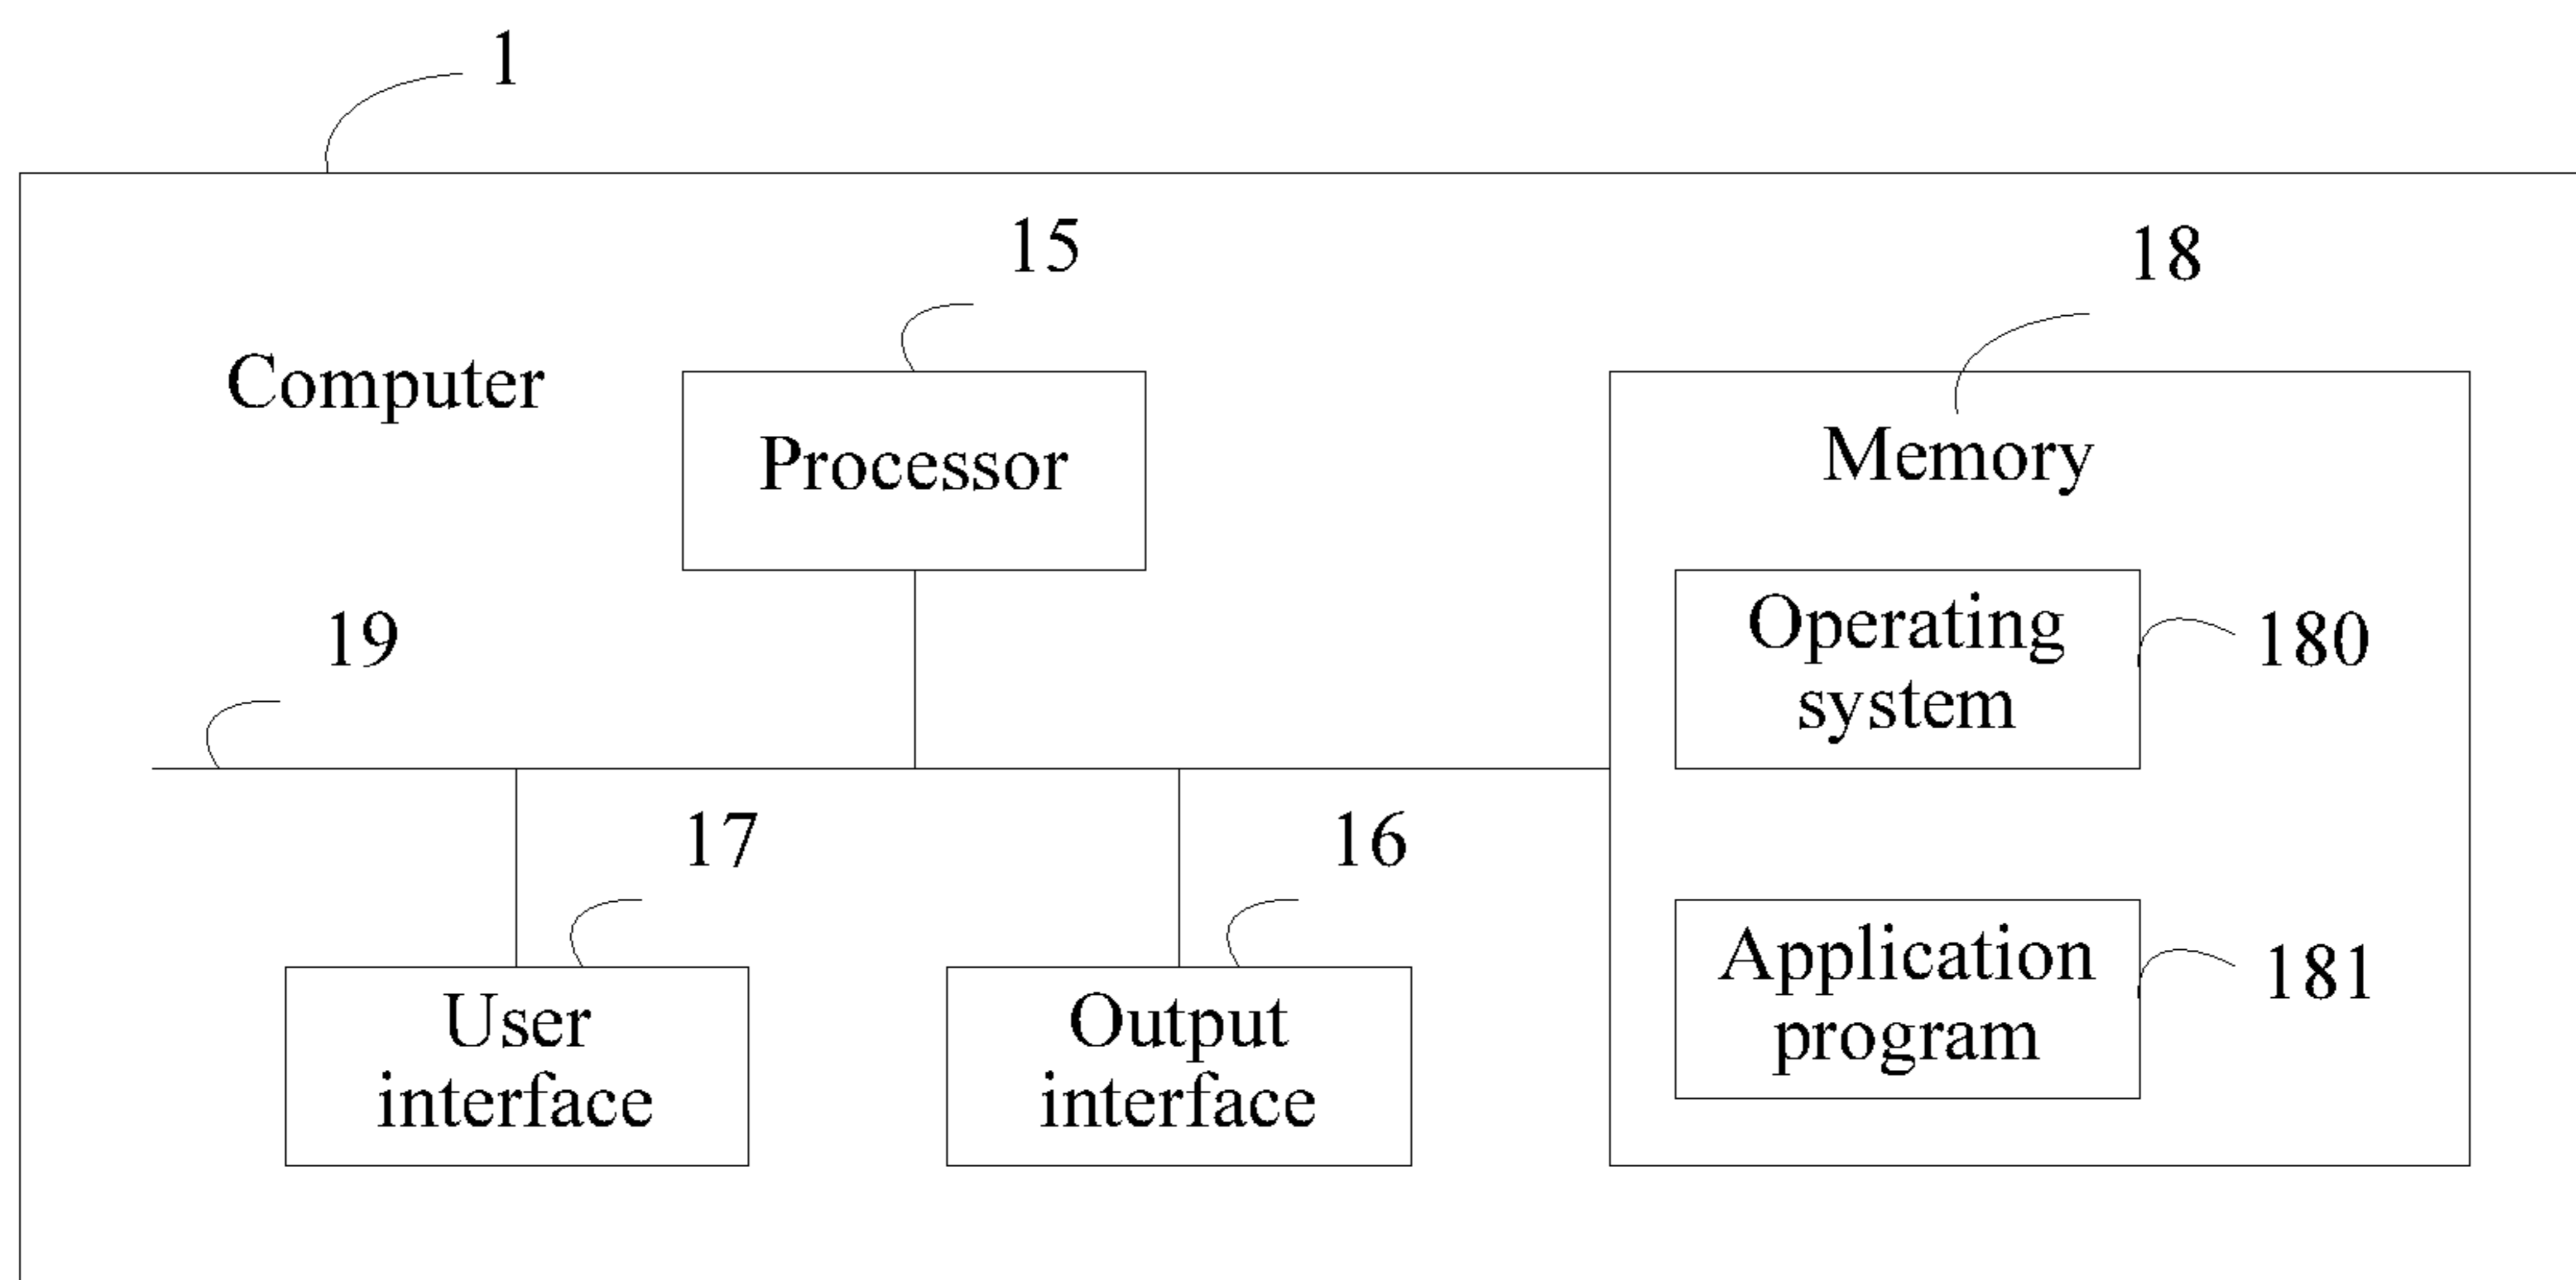 1
15
18
Computer
Processor
Memory
19
Operating
system
180
17
16
User
interface
Output
interface
Application
program
181